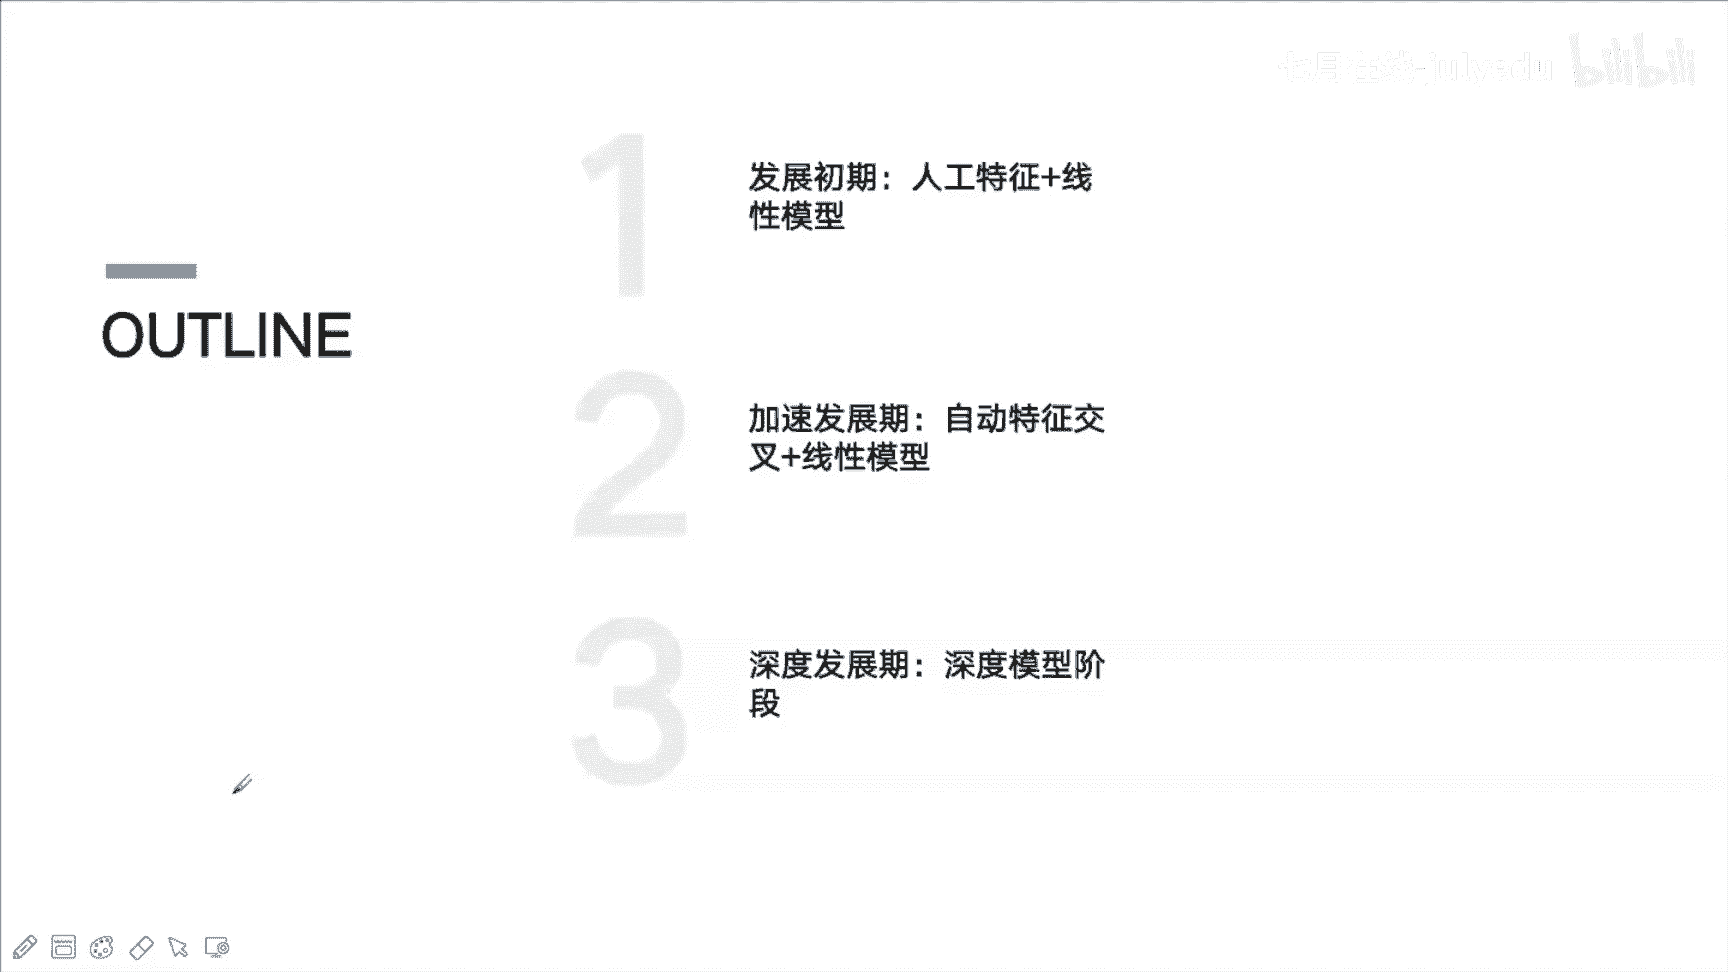 七月在线-julyedu bilibili
1
发展初期：人工特征+线
性模型
OUTLINE
2
加速发展期：自动特征交
叉+线性模型
3
深度发展期：深度模型阶
段